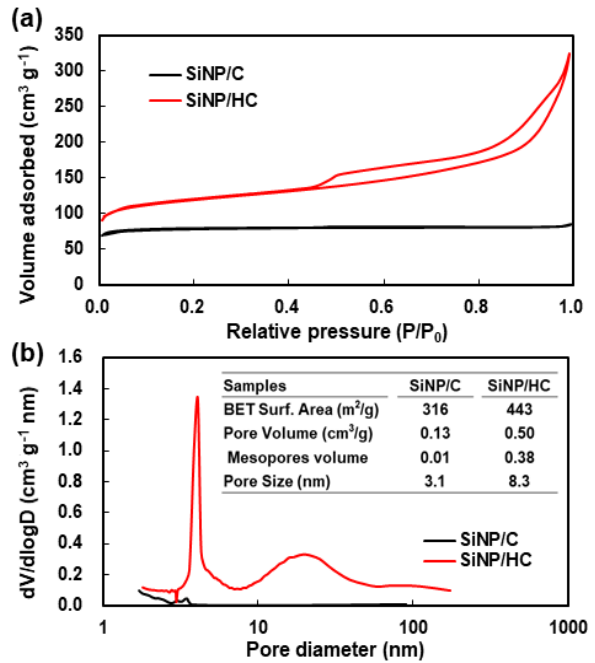 (a)
350
300
250
200
150
100
50
0
Volume adsorbed (cm³ g⁻¹)
SiNP/C
SiNP/HC
0.0 0.2 0.4 0.6 0.8 1.0
Relative pressure (P/P₀)
(b)
1.6
1.4
1.2
1.0
0.8
0.6
0.4
0.2
0.0
dV/dlogD (cm³ g⁻¹ nm)
Samples SiNP/C SiNP/HC
BET Surf. Area (m²/g) 316 443
Pore Volume (cm³/g) 0.13 0.50
Mesopores volume 0.01 0.38
Pore Size (nm) 3.1 8.3
SiNP/C
SiNP/HC
1 10 100 1000
Pore diameter (nm)